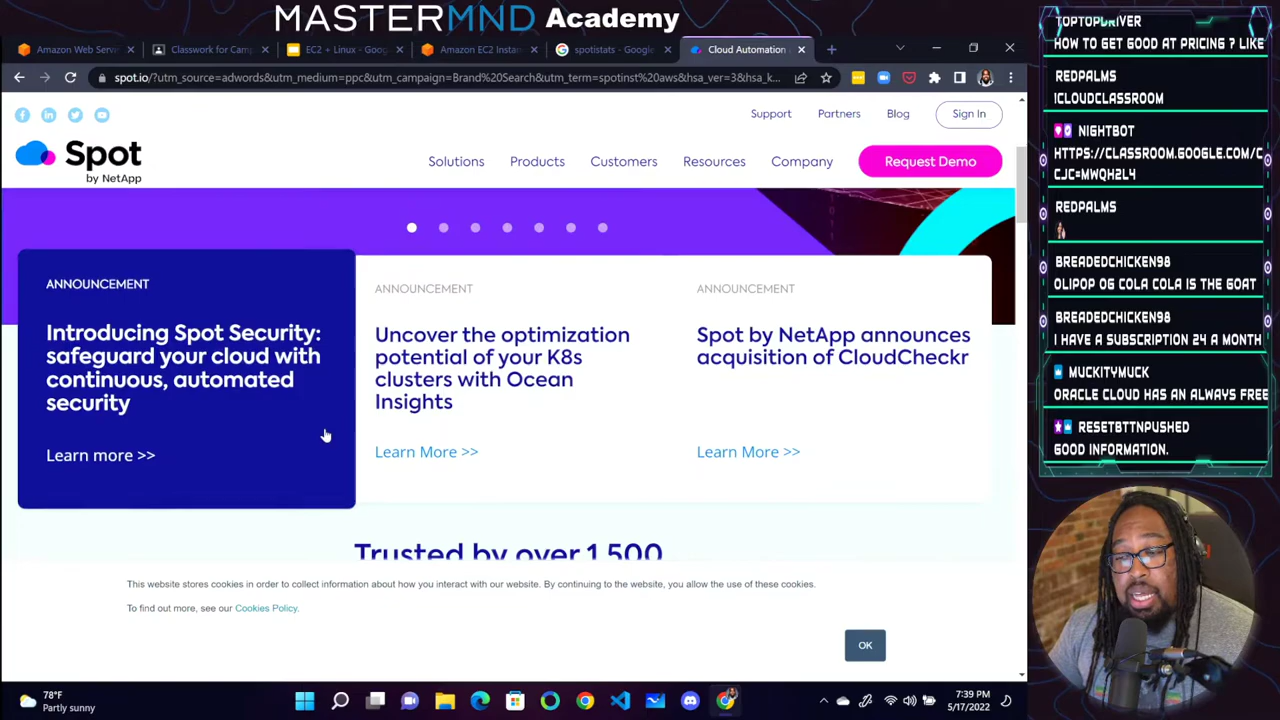 MASTERMND Academy
Amazon Web Servi
Classwork for Camp
EC2 + Linux - Goog
Amazon EC2 Instan
spotistats - Google
Cloud Automation
spot.io/?utm_source=adwords&utm_medium=ppc&utm_campaign=Brand%20Search&utm_term=spotinst%20aws&hsa_ver=3&hsa_k...
Support
Partners
Blog
Sign In
Spot
by NetApp
Solutions
Products
Customers
Resources
Company
Request Demo
ANNOUNCEMENT
Introducing Spot Security:
safeguard your cloud with
continuous, automated
security
Learn more >>
ANNOUNCEMENT
Uncover the optimization
potential of your K8s
clusters with Ocean
Insights
Learn More >>
ANNOUNCEMENT
Spot by NetApp announces
acquisition of CloudCheckr
Learn More >>
Trusted by over 1,500
This website stores cookies in order to collect information about how you interact with our website. By continuing to the website, you allow the use of these cookies.
To find out more, see our Cookies Policy.
OK
78°F
Partly sunny
7:39 PM
5/17/2022
TOPTOPDRIVER
HOW TO GET GOOD AT PRICING ? LIKE
REDPALMS
!CLOUDCLASSROOM
NIGHTBOT
HTTPS://CLASSROOM.GOOGLE.COM/C
CJC=MWQH2L4
REDPALMS
BREADEDCHICKEN98
OLIPOP OG COLA COLA IS THE GOAT
BREADEDCHICKEN98
I HAVE A SUBSCRIPTION 24 A MONTH
MUCKITYMUCK
ORACLE CLOUD HAS AN ALWAYS FREE
RESETBTTNPUSHED
GOOD INFORMATION.